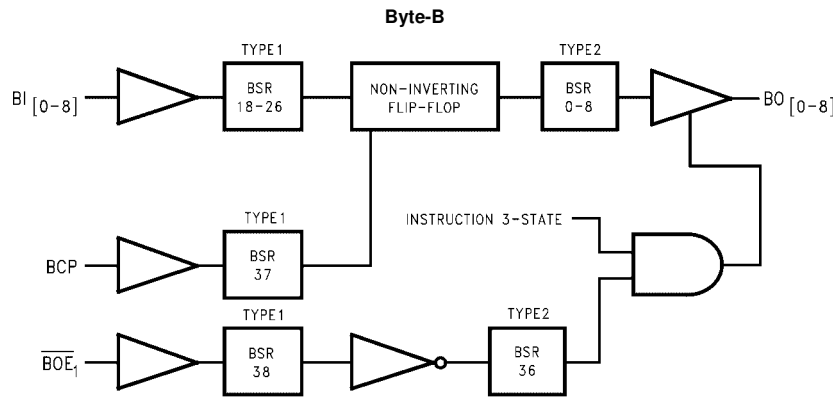 Byte-B
TYPE1
TYPE2
BI [0-8]
BSR
18-26
NON-INVERTING
FLIP-FLOP
BSR
0-8
BO [0-8]
TYPE1
INSTRUCTION 3-STATE
BCP
BSR
37
TYPE1
TYPE2
BOE1
BSR
38
BSR
36